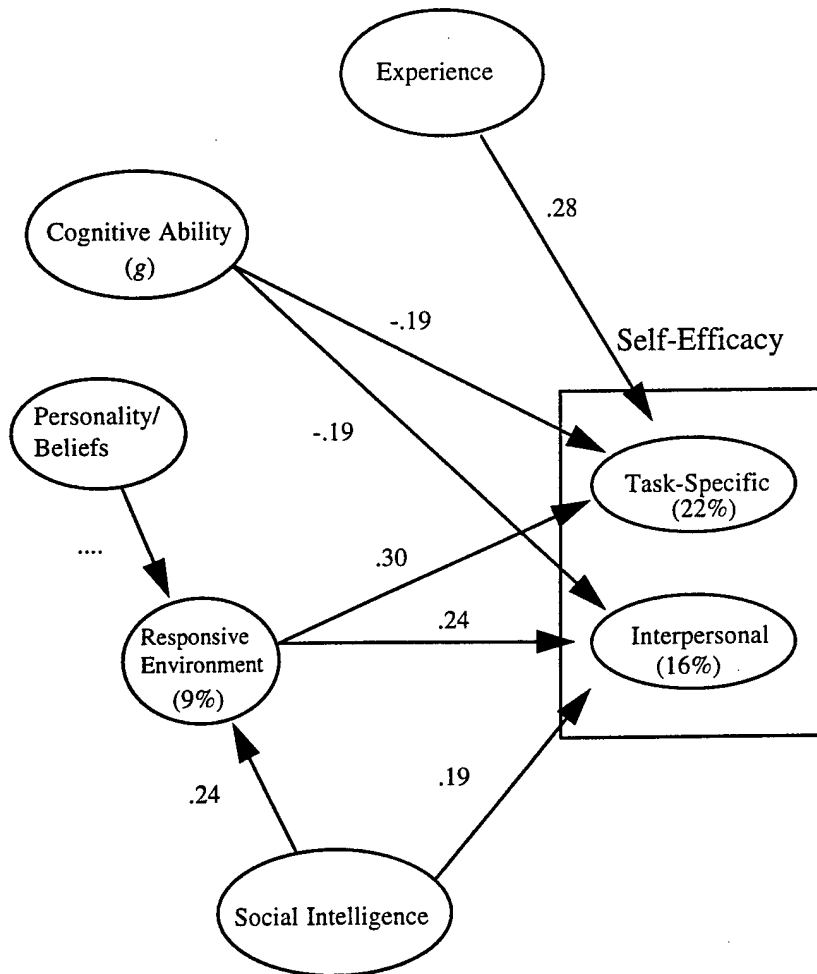 Experience
.28
Cognitive Ability
(g)
-.19
Self-Efficacy
Personality/
Beliefs
-.19
Task-Specific
(22%)
....
.30
.24
Responsive
Environment
(9%)
Interpersonal
(16%)
.24
.19
Social Intelligence